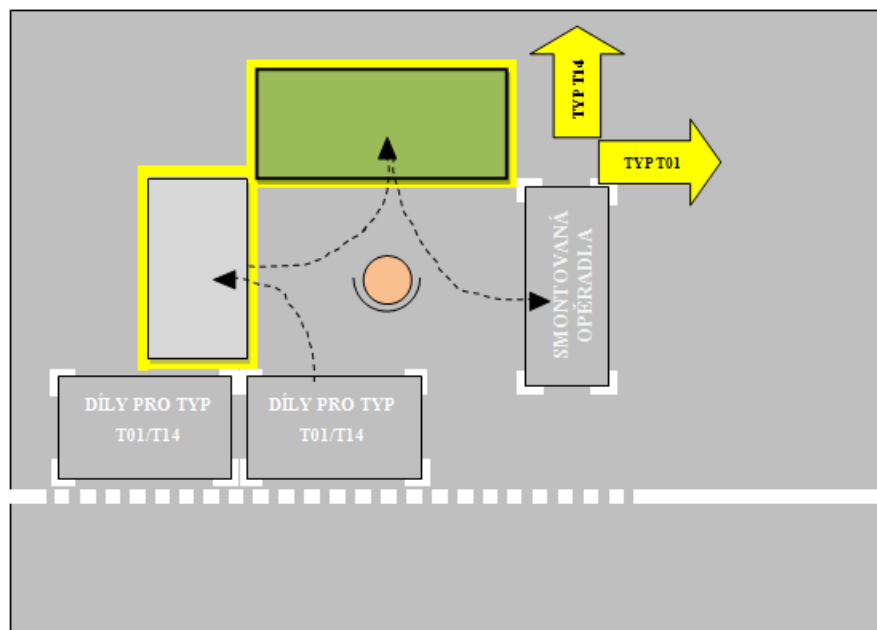 TYP T14
TYP T01
SMONTOVANÁ
OPĚRADLA
DÍLY PRO TYP
T01/T14
DÍLY PRO TYP
T01/T14